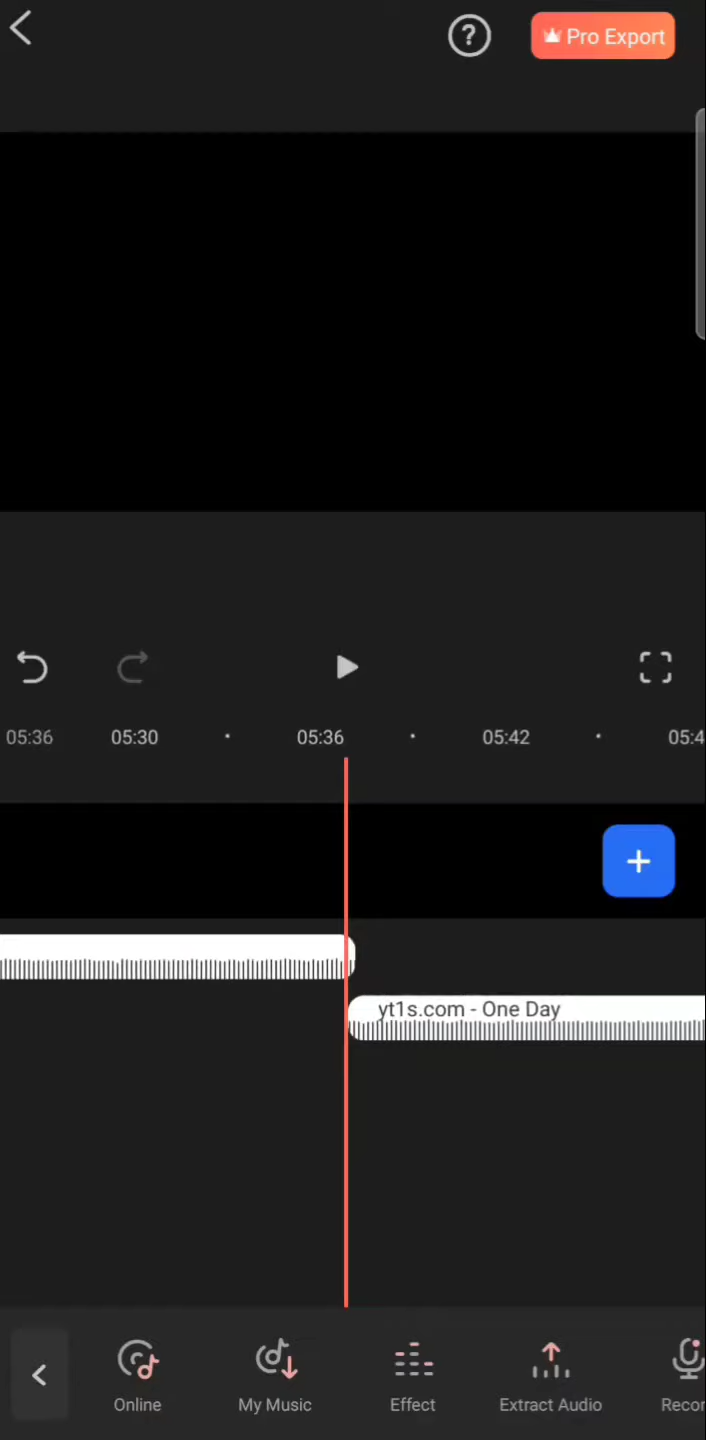 ? Pro Export
05:36 05:30 05:36 05:42 05:4
+
yt1s.com - One Day
Online My Music Effect Extract Audio Recor